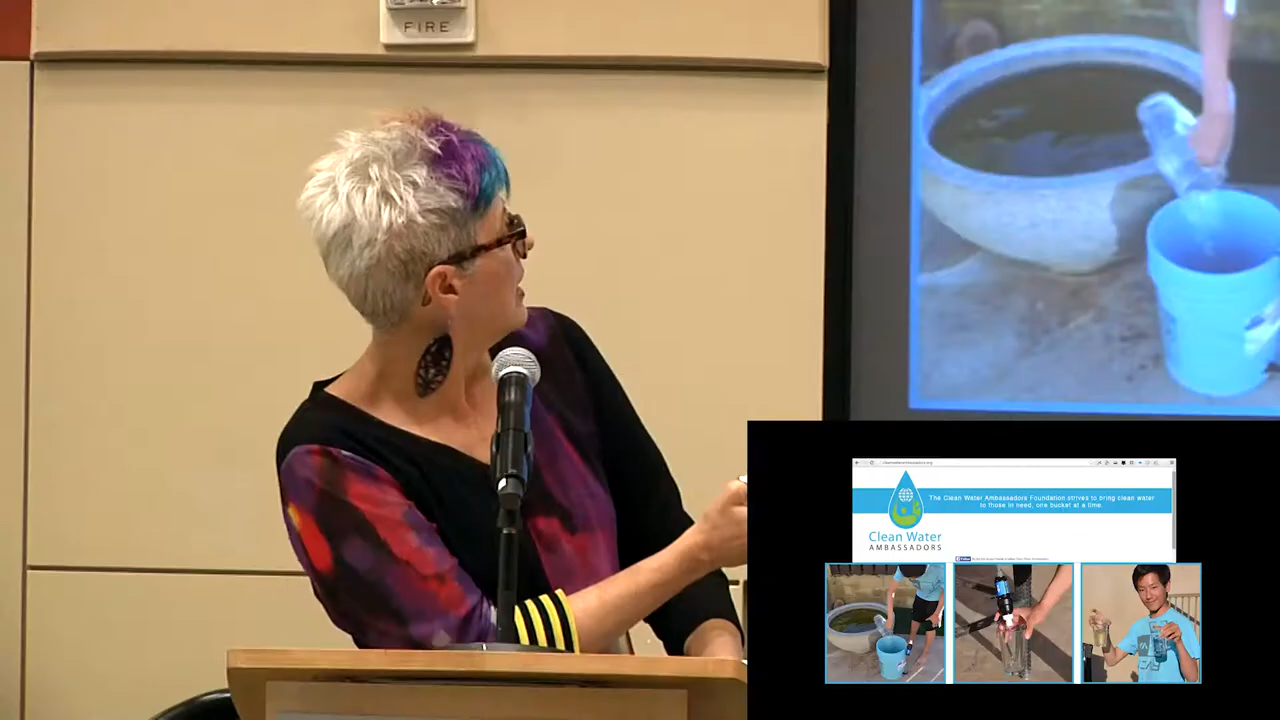 FIRE
The Clean Water Ambassadors Foundation strives to bring clean water
to those in need, one bucket at a time.
Clean Water
AMBASSADORS